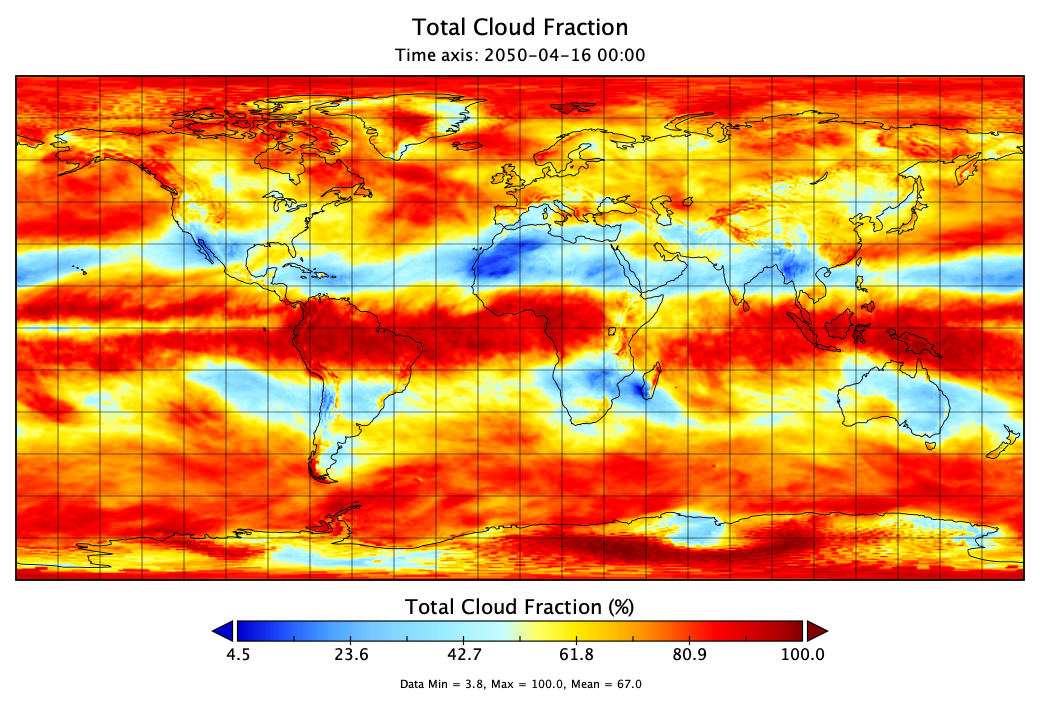 Total Cloud Fraction
Time axis: 2050-04-16 00:00
Total Cloud Fraction (%)
4.5 23.6 42.7 61.8 80.9 100.0
Data Min = 3.8, Max = 100.0, Mean = 67.0